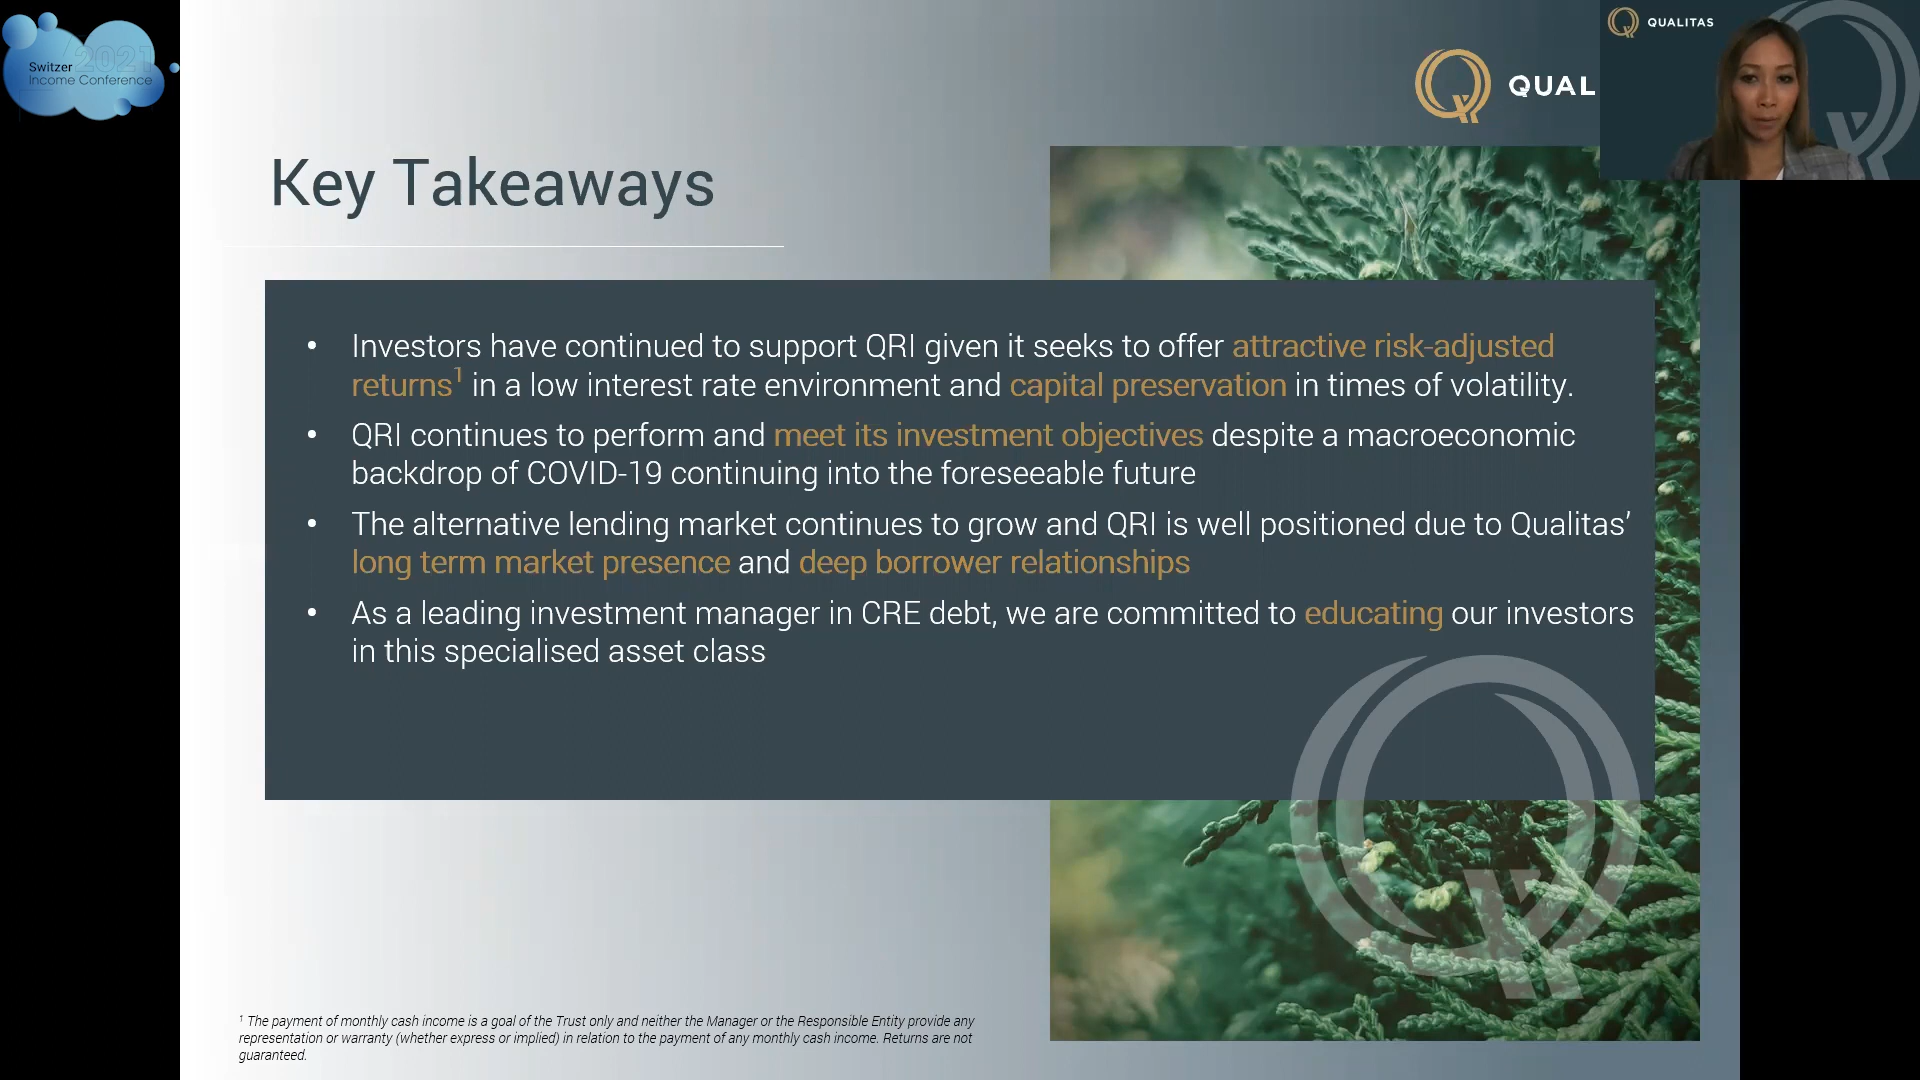 2021
Switzer
Income Conference
QUALITAS
QUAL
Key Takeaways
• Investors have continued to support QRI given it seeks to offer attractive risk-adjusted
returns¹ in a low interest rate environment and capital preservation in times of volatility.
• QRI continues to perform and meet its investment objectives despite a macroeconomic
backdrop of COVID-19 continuing into the foreseeable future
• The alternative lending market continues to grow and QRI is well positioned due to Qualitas’
long term market presence and deep borrower relationships
• As a leading investment manager in CRE debt, we are committed to educating our investors
in this specialised asset class
¹ The payment of monthly cash income is a goal of the Trust only and neither the Manager or the Responsible Entity provide any
representation or warranty (whether express or implied) in relation to the payment of any monthly cash income. Returns are not
guaranteed.